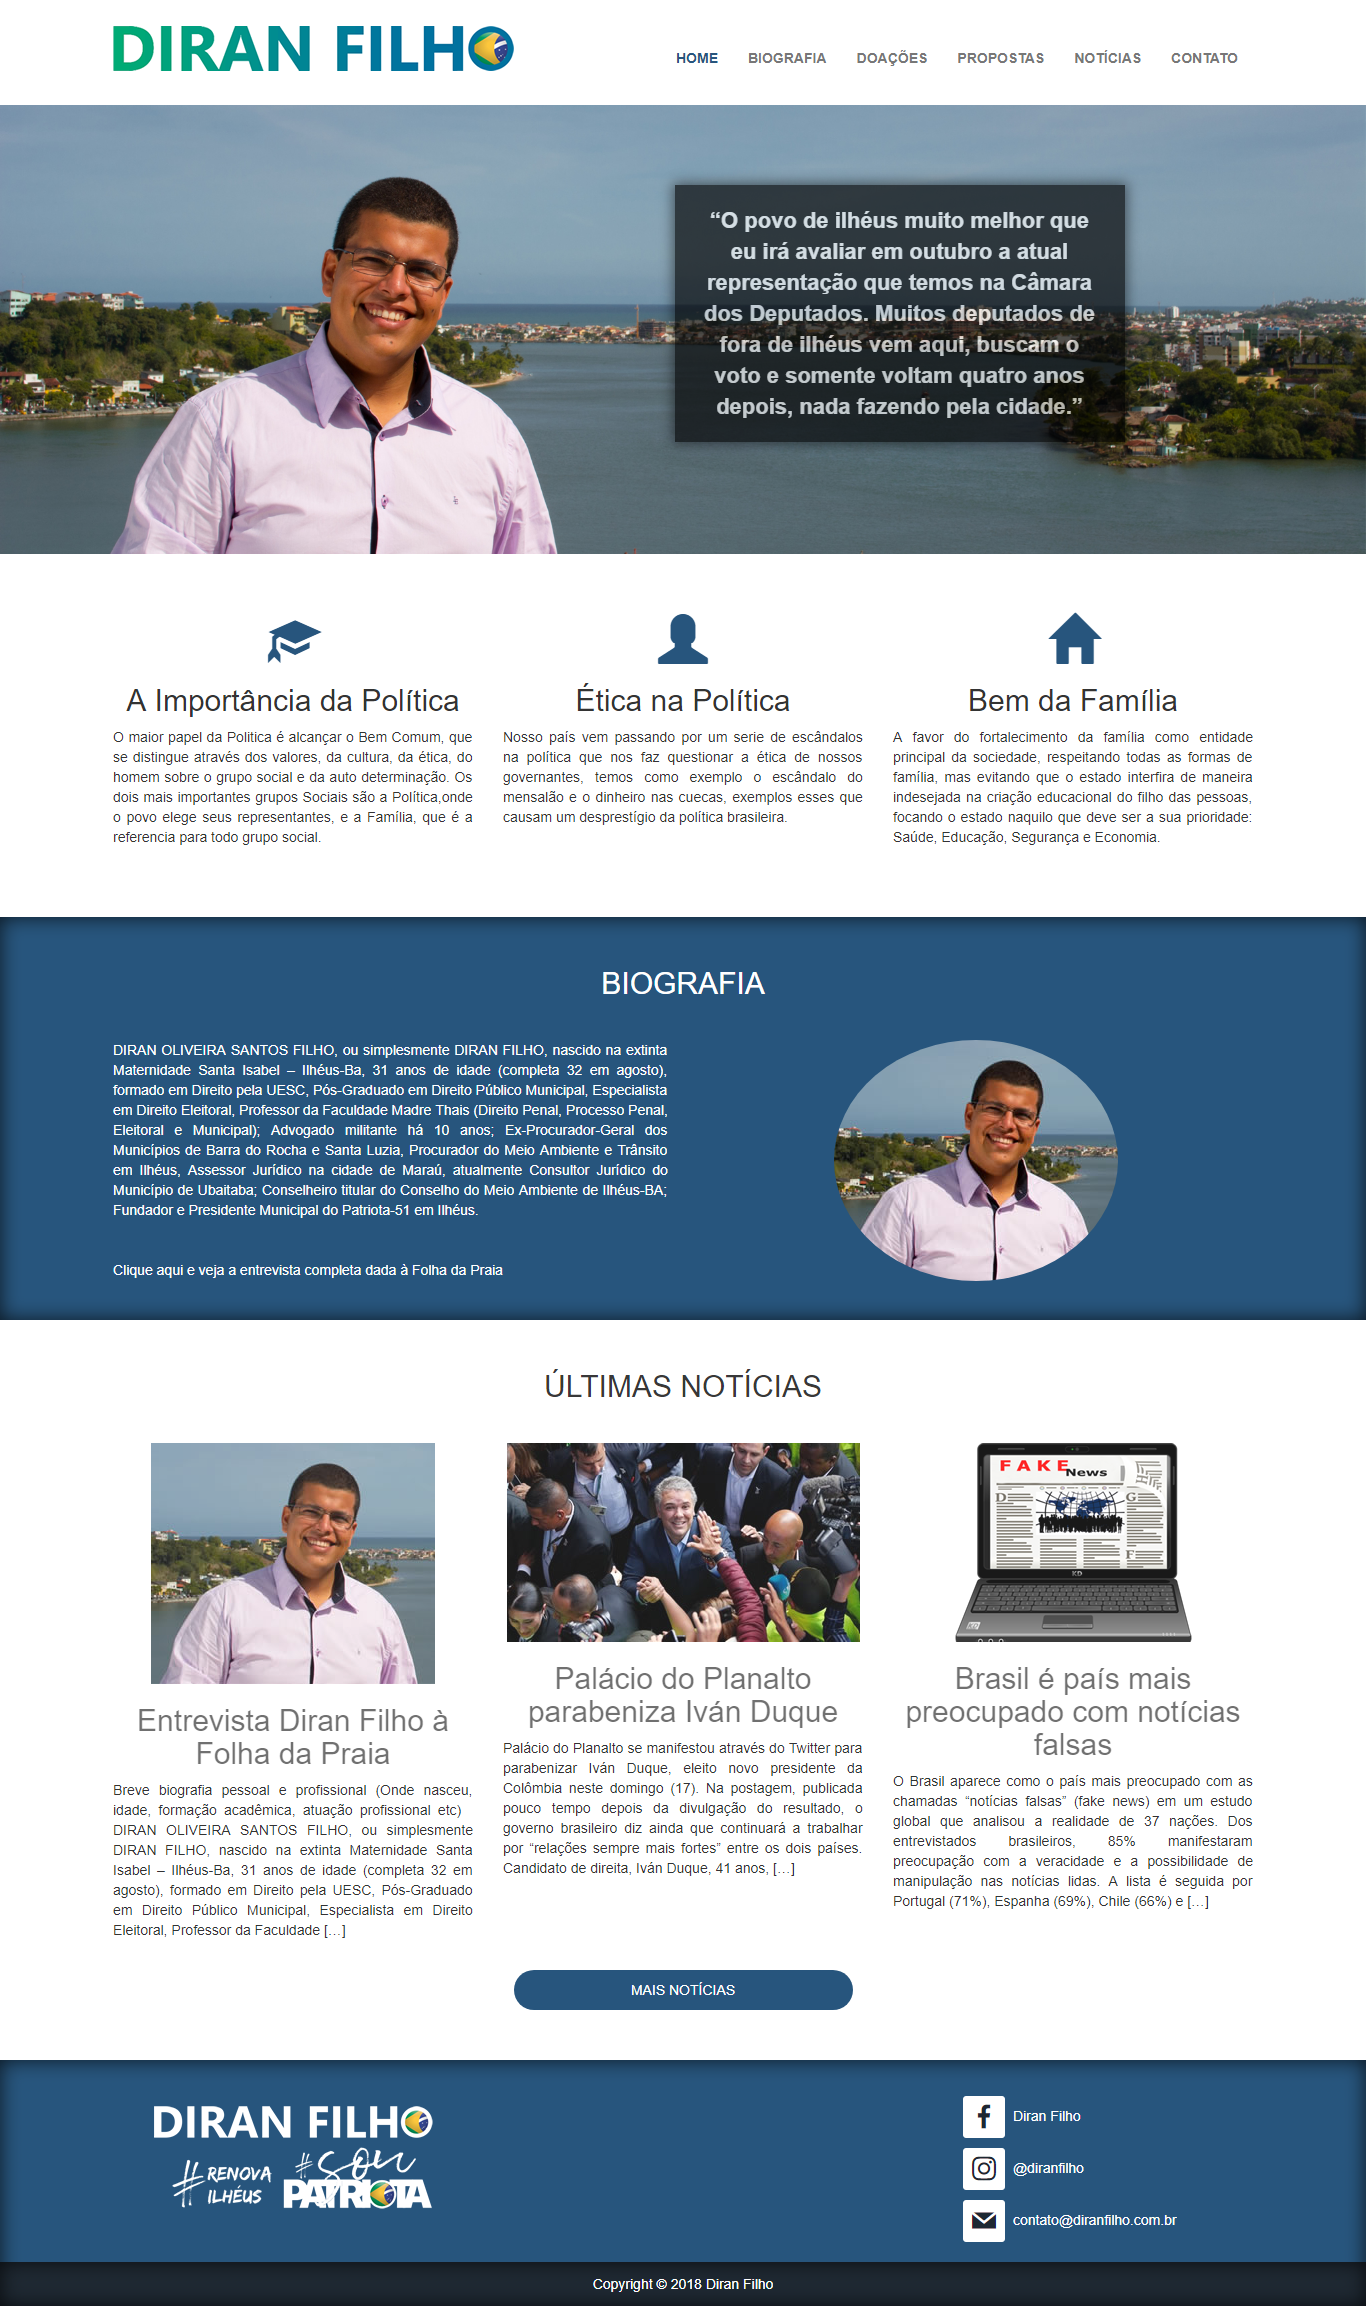 DIRAN FILHO
HOME BIOGRAFIA DOAÇÕES PROPOSTAS NOTÍCIAS CONTATO
“O povo de ilhéus muito melhor que
eu irá avaliar em outubro a atual
representação que temos na Câmara
dos Deputados. Muitos deputados de
fora de ilhéus vem aqui, buscam o
voto e somente voltam quatro anos
depois, nada fazendo pela cidade.”
A Importância da Política
O maior papel da Politica é alcançar o Bem Comum, que
se distingue através dos valores, da cultura, da ética, do
homem sobre o grupo social e da auto determinação. Os
dois mais importantes grupos Sociais são a Política,onde
o povo elege seus representantes, e a Família, que é a
referencia para todo grupo social.
Ética na Política
Nosso país vem passando por um serie de escândalos
na política que nos faz questionar a ética de nossos
governantes, temos como exemplo o escândalo do
mensalão e o dinheiro nas cuecas, exemplos esses que
causam um desprestígio da política brasileira.
Bem da Família
A favor do fortalecimento da família como entidade
principal da sociedade, respeitando todas as formas de
família, mas evitando que o estado interfira de maneira
indesejada na criação educacional do filho das pessoas,
focando o estado naquilo que deve ser a sua prioridade:
Saúde, Educação, Segurança e Economia.
BIOGRAFIA
DIRAN OLIVEIRA SANTOS FILHO, ou simplesmente DIRAN FILHO, nascido na extinta
Maternidade Santa Isabel – Ilhéus-Ba, 31 anos de idade (completa 32 em agosto),
formado em Direito pela UESC, Pós-Graduado em Direito Público Municipal, Especialista
em Direito Eleitoral, Professor da Faculdade Madre Thais (Direito Penal, Processo Penal,
Eleitoral e Municipal); Advogado militante há 10 anos; Ex-Procurador-Geral dos
Municípios de Barra do Rocha e Santa Luzia, Procurador do Meio Ambiente e Trânsito
em Ilhéus, Assessor Jurídico na cidade de Maraú, atualmente Consultor Jurídico do
Município de Ubaitaba; Conselheiro titular do Conselho do Meio Ambiente de Ilhéus-BA;
Fundador e Presidente Municipal do Patriota-51 em Ilhéus.
Clique aqui e veja a entrevista completa dada à Folha da Praia
ÚLTIMAS NOTÍCIAS
Entrevista Diran Filho à
Folha da Praia
Breve biografia pessoal e profissional (Onde nasceu,
idade, formação acadêmica, atuação profissional etc)
DIRAN OLIVEIRA SANTOS FILHO, ou simplesmente
DIRAN FILHO, nascido na extinta Maternidade Santa
Isabel – Ilhéus-Ba, 31 anos de idade (completa 32 em
agosto), formado em Direito pela UESC, Pós-Graduado
em Direito Público Municipal, Especialista em Direito
Eleitoral, Professor da Faculdade […]
Palácio do Planalto
parabeniza Iván Duque
Palácio do Planalto se manifestou através do Twitter para
parabenizar Iván Duque, eleito novo presidente da
Colômbia neste domingo (17). Na postagem, publicada
pouco tempo depois da divulgação do resultado, o
governo brasileiro diz ainda que continuará a trabalhar
por “relações sempre mais fortes” entre os dois países.
Candidato de direita, Iván Duque, 41 anos, […]
FAKE
News
D
G
F
KD
Brasil é país mais
preocupado com notícias
falsas
O Brasil aparece como o país mais preocupado com as
chamadas “notícias falsas” (fake news) em um estudo
global que analisou a realidade de 37 nações. Dos
entrevistados brasileiros, 85% manifestaram
preocupação com a veracidade e a possibilidade de
manipulação nas notícias lidas. A lista é seguida por
Portugal (71%), Espanha (69%), Chile (66%) e […]
MAIS NOTÍCIAS
DIRAN FILHO
#RENOVA
ILHÉUS
#sou
PATRIOTA
Diran Filho
@diranfilho
contato@diranfilho.com.br
Copyright © 2018 Diran Filho